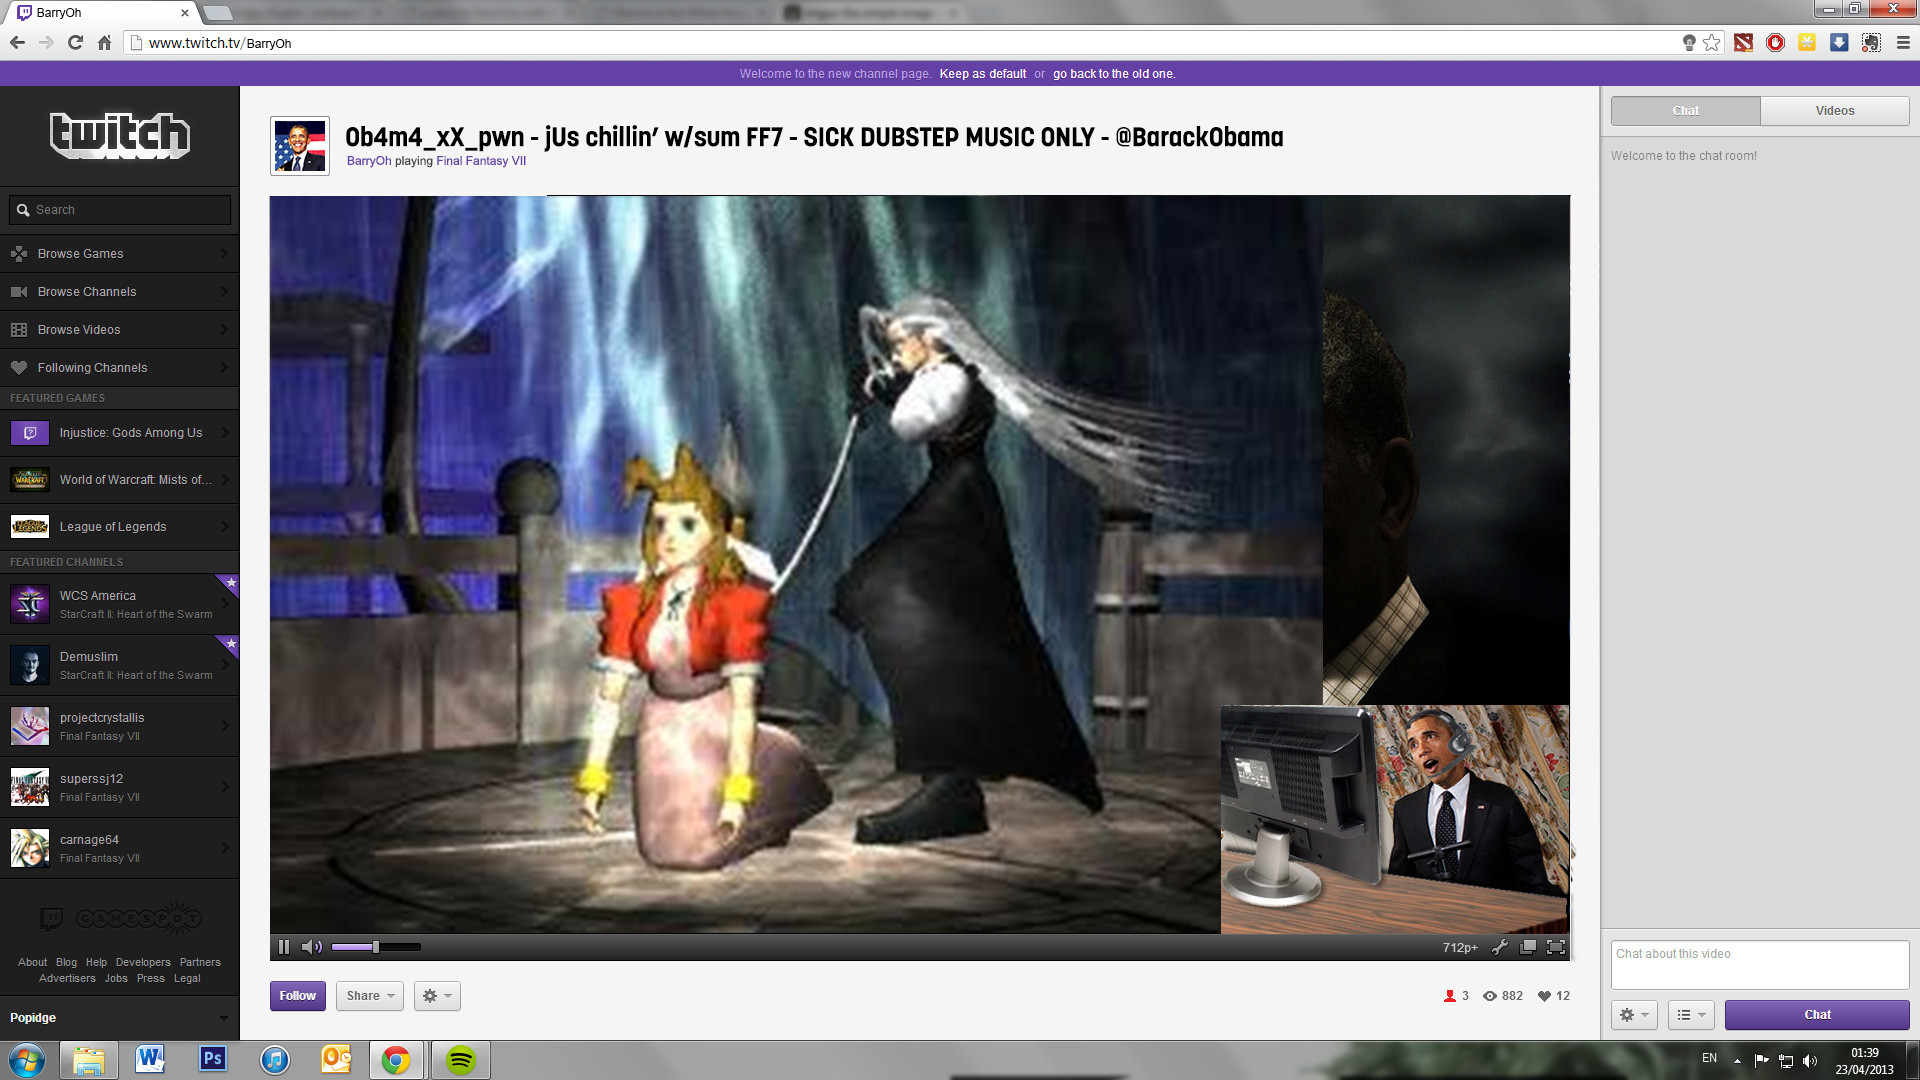 BarryOh
www.twitch.tv/BarryOh
Welcome to the new channel page. Keep as default or go back to the old one.
twitch
Search
Browse Games
Browse Channels
Browse Videos
Following Channels
FEATURED GAMES
Injustice: Gods Among Us
World of Warcraft: Mists of...
League of Legends
FEATURED CHANNELS
WCS America
StarCraft II: Heart of the Swarm
Demuslim
StarCraft II: Heart of the Swarm
projectcrystallis
Final Fantasy VII
superssj12
Final Fantasy VII
carnage64
Final Fantasy VII
GAMESPOT
About Blog Help Developers Partners
Advertisers Jobs Press Legal
Popidge
0b4m4_xX_pwn - jUs chillin' w/sum FF7 - SICK DUBSTEP MUSIC ONLY - @BarackObama
BarryOh playing Final Fantasy VII
712p+
Follow
Share
3 882 12
Chat Videos
Welcome to the chat room!
Chat about this video
Chat
EN
01:39
23/04/2013